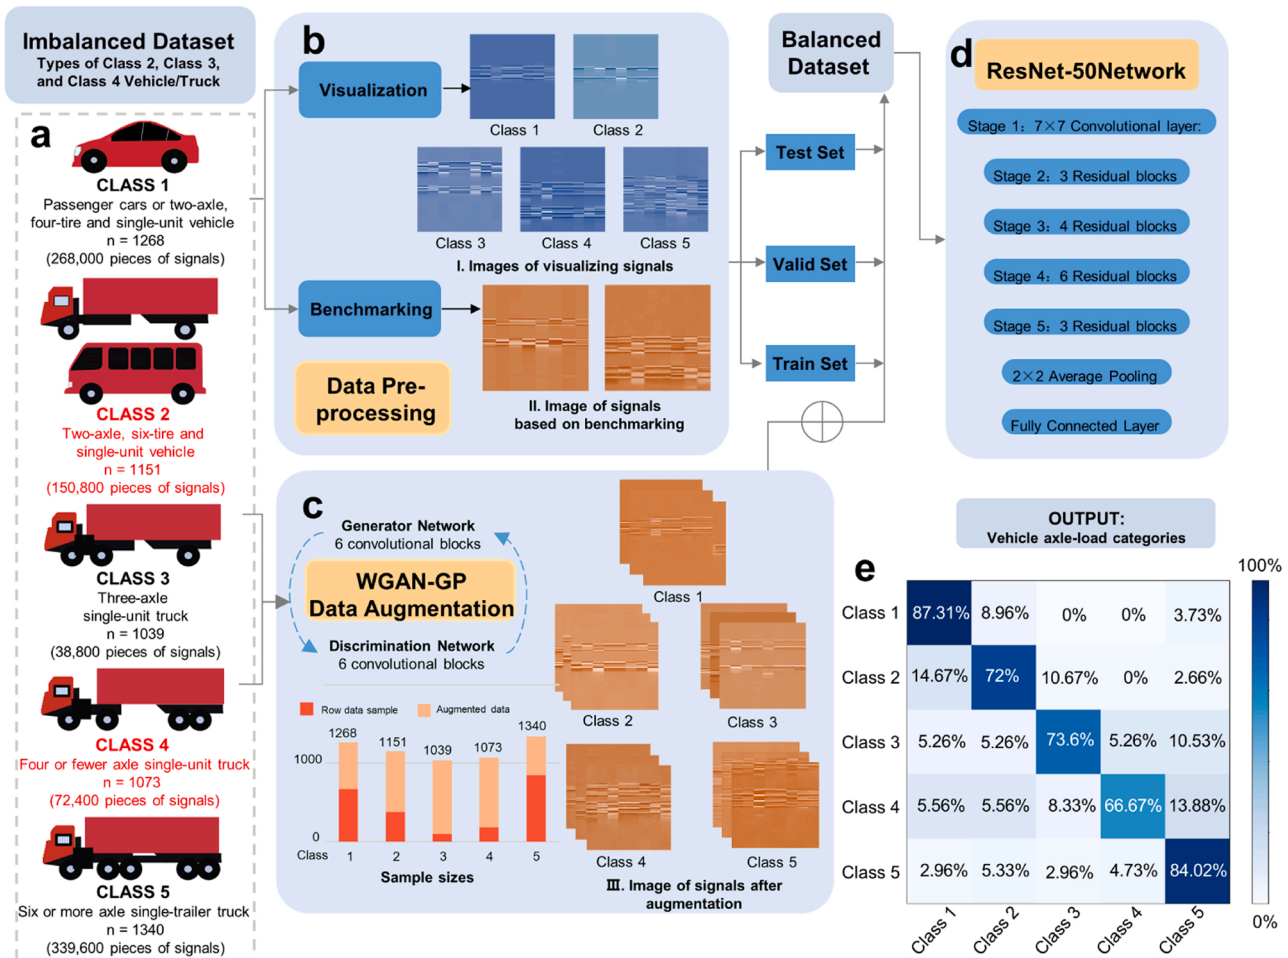 Imbalanced Dataset
Types of Class 2, Class 3,
and Class 4 Vehicle/Truck
a
CLASS 1
Passenger cars or two-axle,
four-tire and single-unit vehicle
n = 1268
(268,000 pieces of signals)
CLASS 2
Two-axle, six-tire and
single-unit vehicle
n = 1151
(150,800 pieces of signals)
CLASS 3
Three-axle
single-unit truck
n = 1039
(38,800 pieces of signals)
CLASS 4
Four or fewer axle single-unit truck
n = 1073
(72,400 pieces of signals)
CLASS 5
Six or more axle single-trailer truck
n = 1340
(339,600 pieces of signals)
b
Visualization
Class 1
Class 2
Class 3
Class 4
Class 5
I. Images of visualizing signals
Benchmarking
Data Pre-
processing
II. Image of signals
based on benchmarking
Test Set
Valid Set
Train Set
Balanced
Dataset
c
Generator Network
6 convolutional blocks
WGAN-GP
Data Augmentation
Discrimination Network
6 convolutional blocks
Row data sample
Augmented data
1268
1151
1039
1073
1340
1000
0
Class
1
2
3
4
5
Sample sizes
Class 1
Class 2
Class 3
Class 4
Class 5
Ⅲ. Image of signals after
augmentation
d
ResNet-50Network
Stage 1：7×7 Convolutional layer:
Stage 2：3 Residual blocks
Stage 3：4 Residual blocks
Stage 4：6 Residual blocks
Stage 5：3 Residual blocks
2×2 Average Pooling
Fully Connected Layer
OUTPUT:
Vehicle axle-load categories
e
100%
Class 1 87.31% 8.96% 0% 0% 3.73%
Class 2 14.67% 72% 10.67% 0% 2.66%
Class 3 5.26% 5.26% 73.6% 5.26% 10.53%
Class 4 5.56% 5.56% 8.33% 66.67% 13.88%
Class 5 2.96% 5.33% 2.96% 4.73% 84.02%
0%
Class 1
Class 2
Class 3
Class 4
Class 5